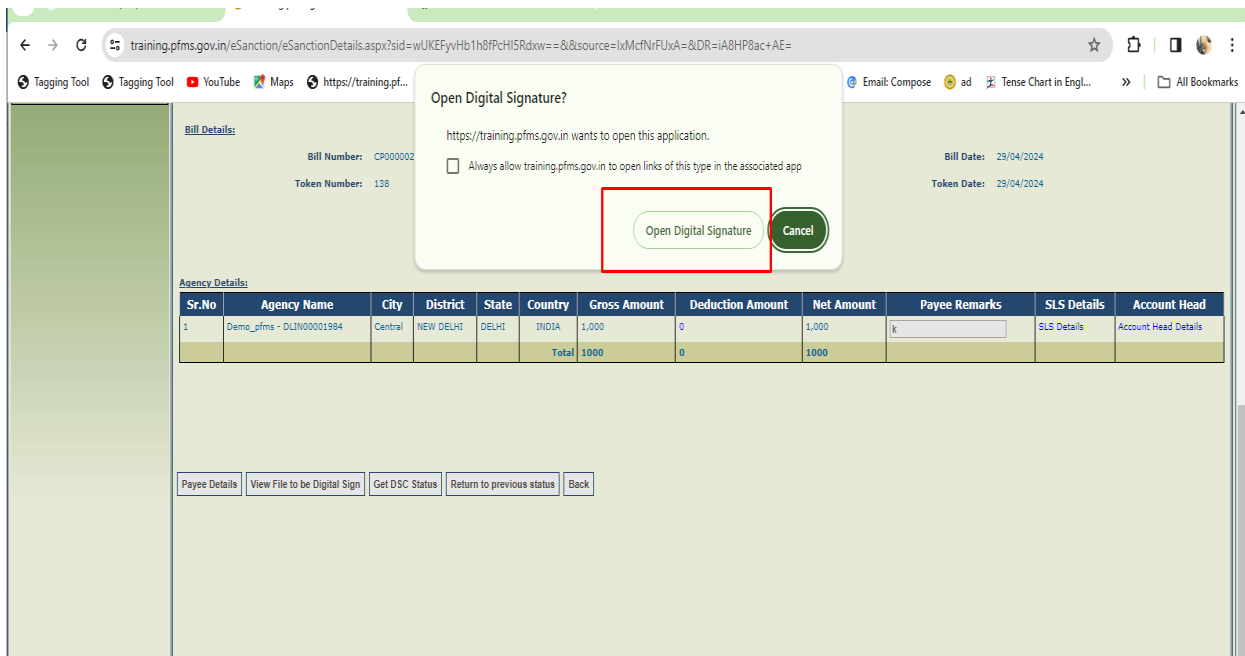 training.pfms.gov.in/eSanction/eSanctionDetails.aspx?sid=wUKEFyvHb1h8fPcHI5Rdxw==&&source=IxMcfNrFUxA=&DR=iA8HP8ac+AE=
Tagging Tool Tagging Tool YouTube Maps https://training.pf... Email: Compose ad Tense Chart in Engl... » All Bookmarks
Open Digital Signature?
https://training.pfms.gov.in wants to open this application.
Always allow training.pfms.gov.in to open links of this type in the associated app
Open Digital Signature Cancel
Bill Details:
Bill Number: CP000002 Bill Date: 29/04/2024
Token Number: 138 Token Date: 29/04/2024
Agency Details:
Sr.No Agency Name City District State Country Gross Amount Deduction Amount Net Amount Payee Remarks SLS Details Account Head
1 Demo_pfms - DLIN00001984 Central NEW DELHI DELHI INDIA 1,000 0 1,000 k SLS Details Account Head Details
Total 1000 0 1000
Payee Details View File to be Digital Sign Get DSC Status Return to previous status Back